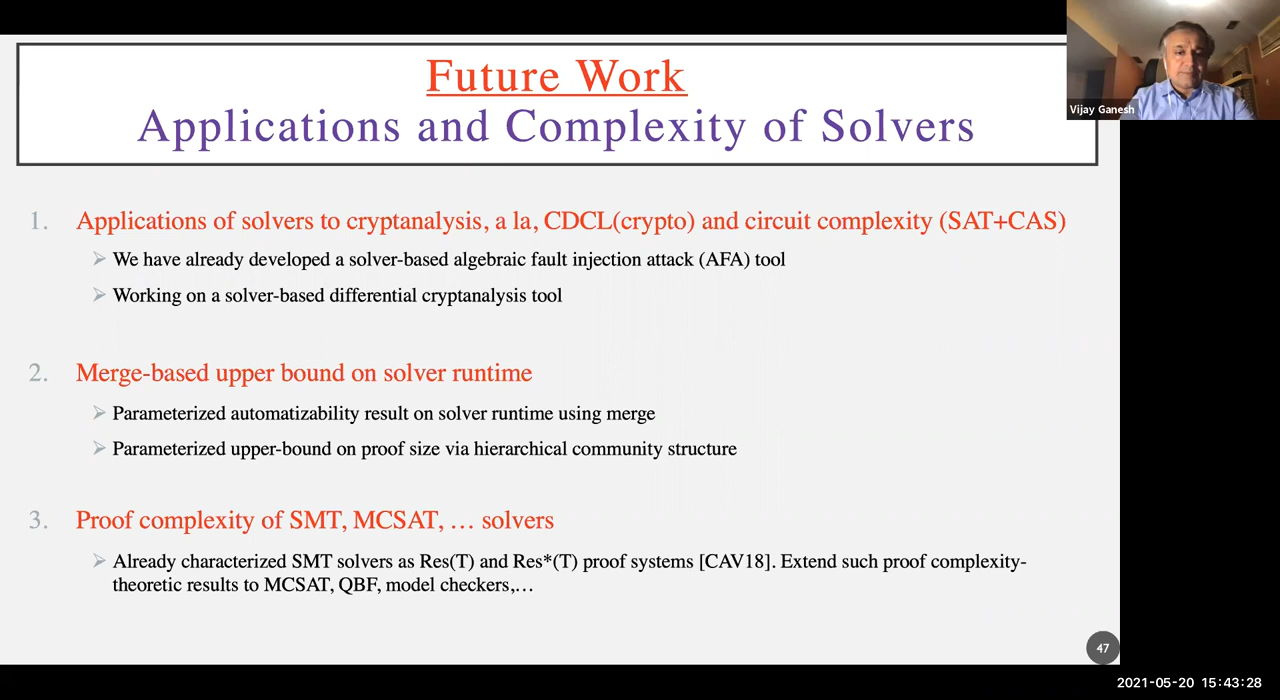 Future Work
Applications and Complexity of Solvers
Vijay Ganesh
1. Applications of solvers to cryptanalysis, a la, CDCL(crypto) and circuit complexity (SAT+CAS)
➢ We have already developed a solver-based algebraic fault injection attack (AFA) tool
➢ Working on a solver-based differential cryptanalysis tool
2. Merge-based upper bound on solver runtime
➢ Parameterized automatizability result on solver runtime using merge
➢ Parameterized upper-bound on proof size via hierarchical community structure
3. Proof complexity of SMT, MCSAT, … solvers
➢ Already characterized SMT solvers as Res(T) and Res*(T) proof systems [CAV18]. Extend such proof complexity-
theoretic results to MCSAT, QBF, model checkers,…
47
2021-05-20 15:43:28